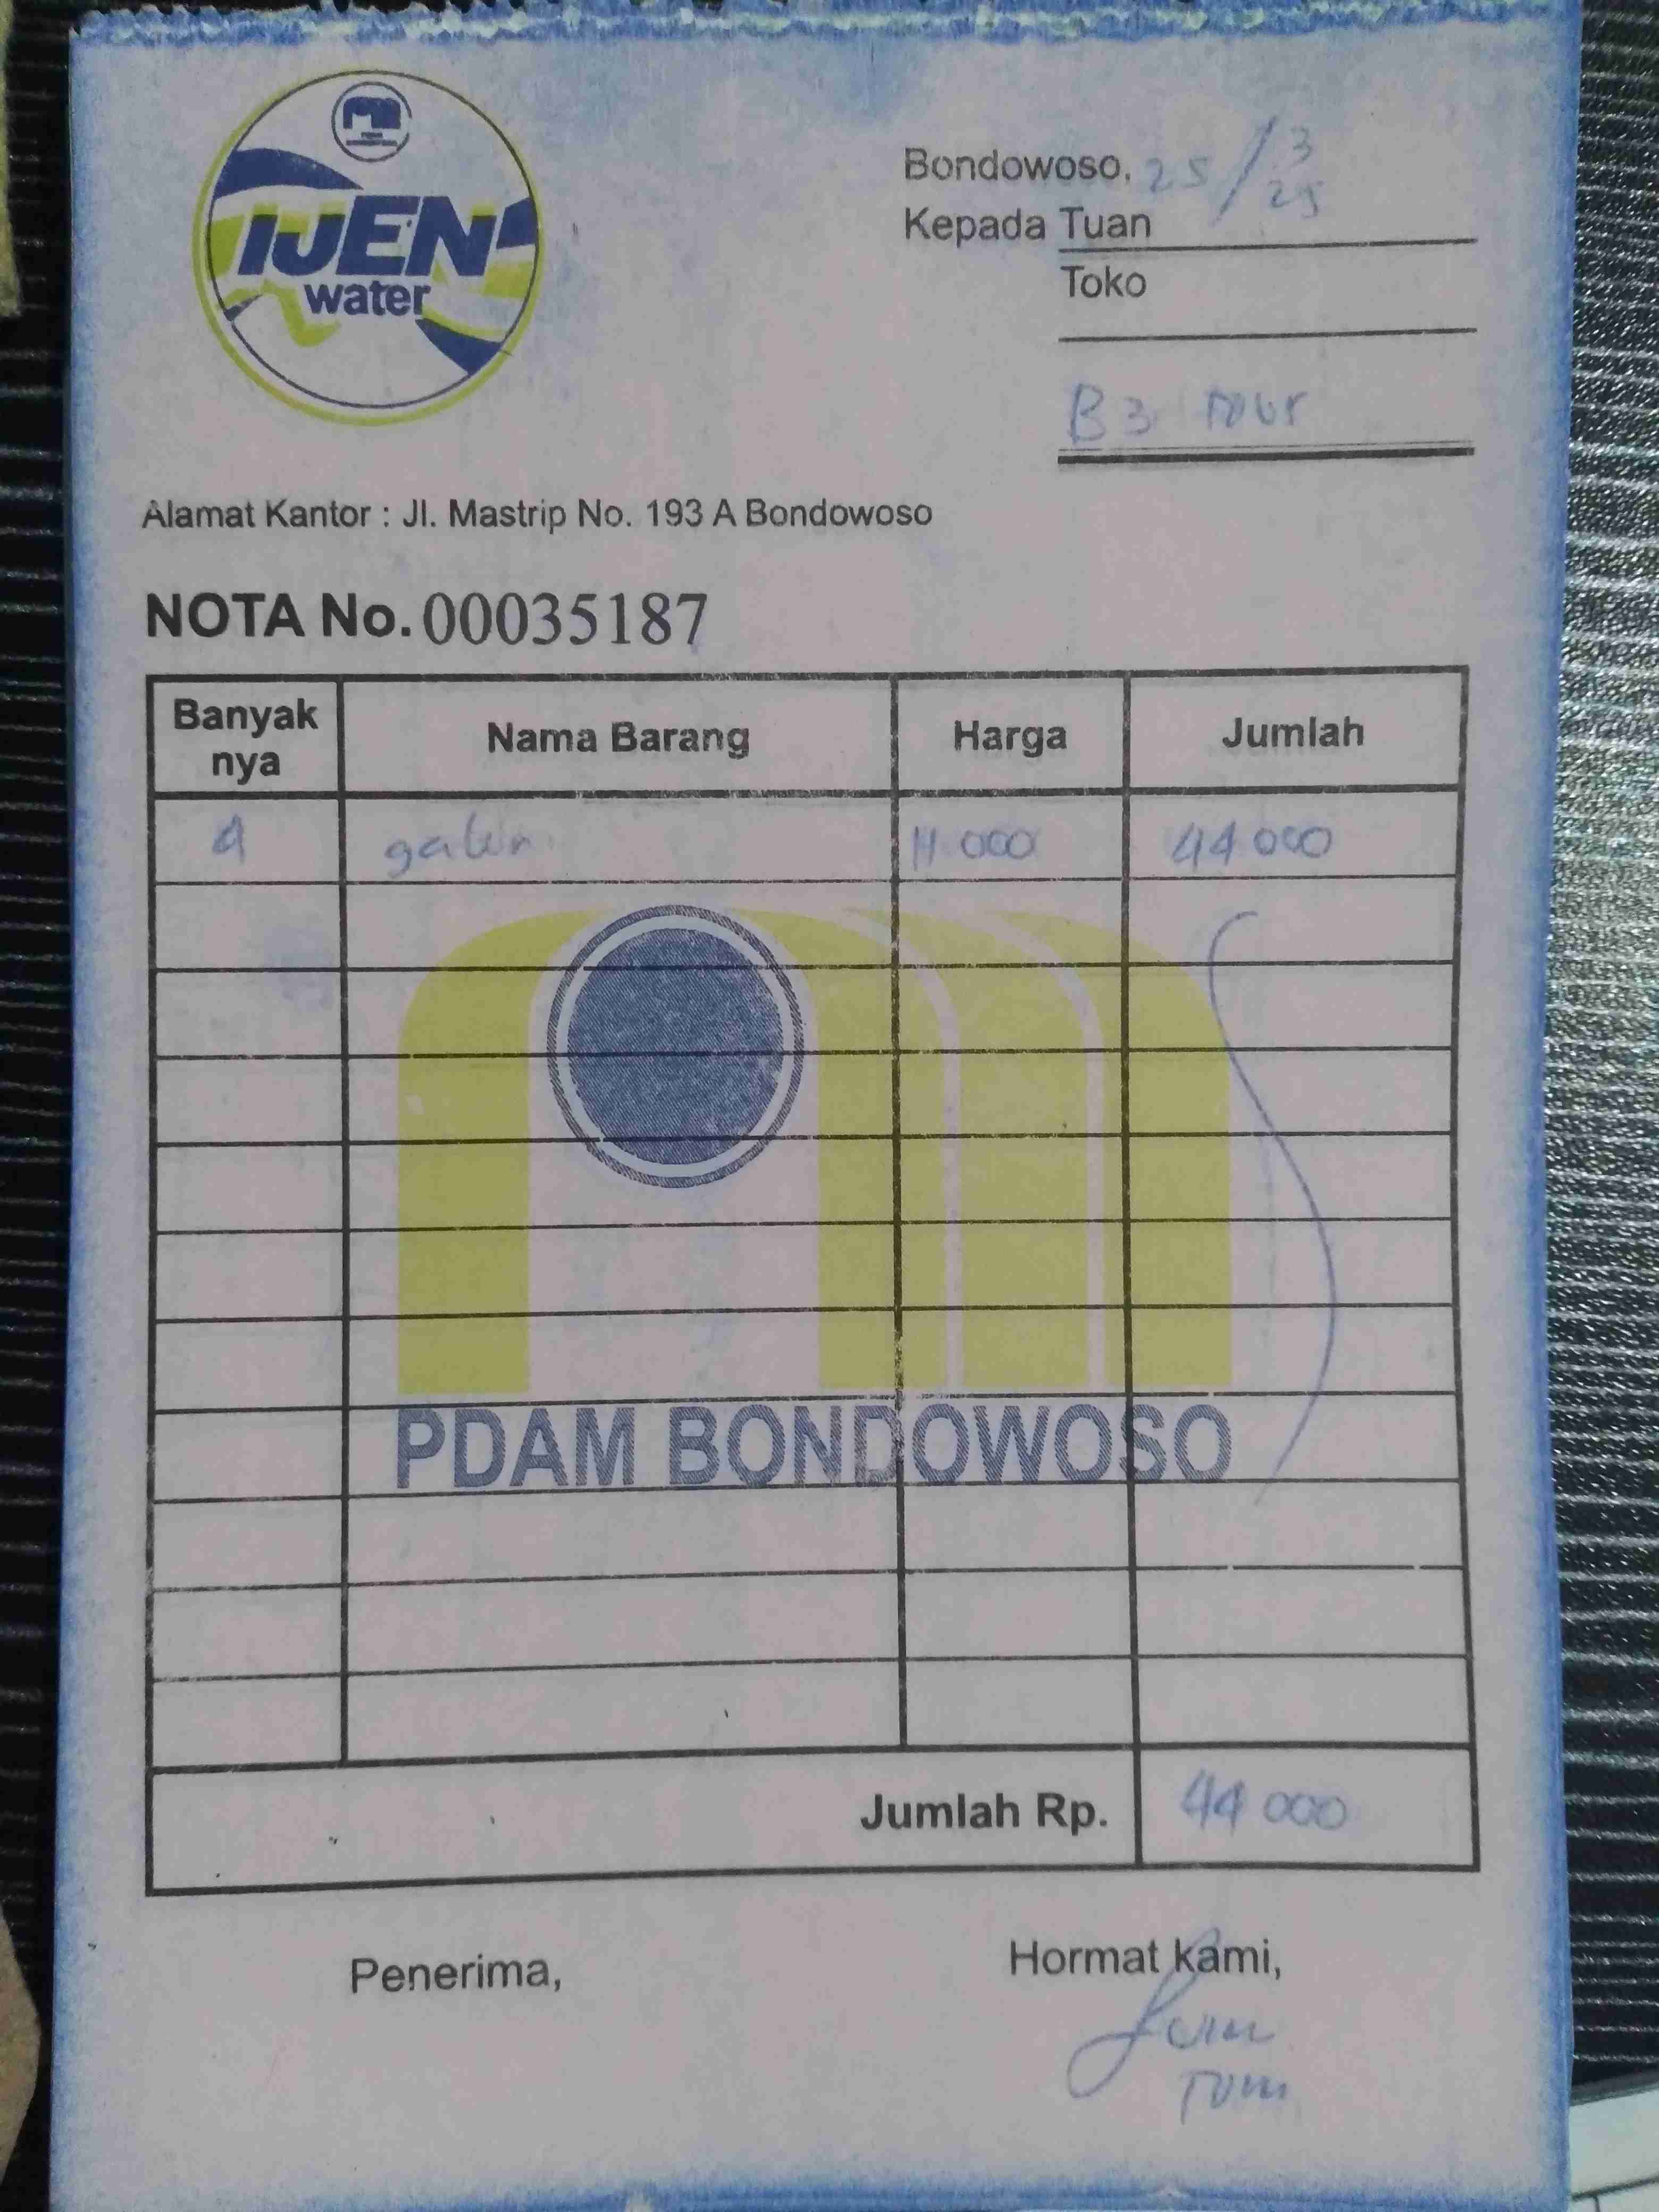 IJEN
water
Bondowoso, 25/3 25
Kepada Tuan
Toko
B3 Tour
Alamat Kantor : Jl. Mastrip No. 193 A Bondowoso
NOTA No. 00035187
Banyak nya Nama Barang Harga Jumlah
4 galon 11 000 44 000
PDAM BONDOWOSO
Jumlah Rp. 44 000
Penerima, Hormat kami,